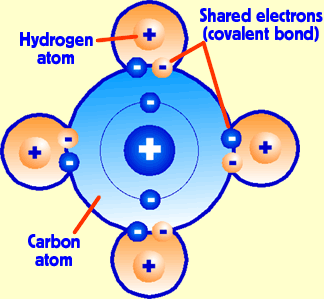 Shared electrons
(covalent bond)
Hydrogen
atom
+
-
-
-
+
-
-
+
-
-
+
-
-
+
Carbon
atom